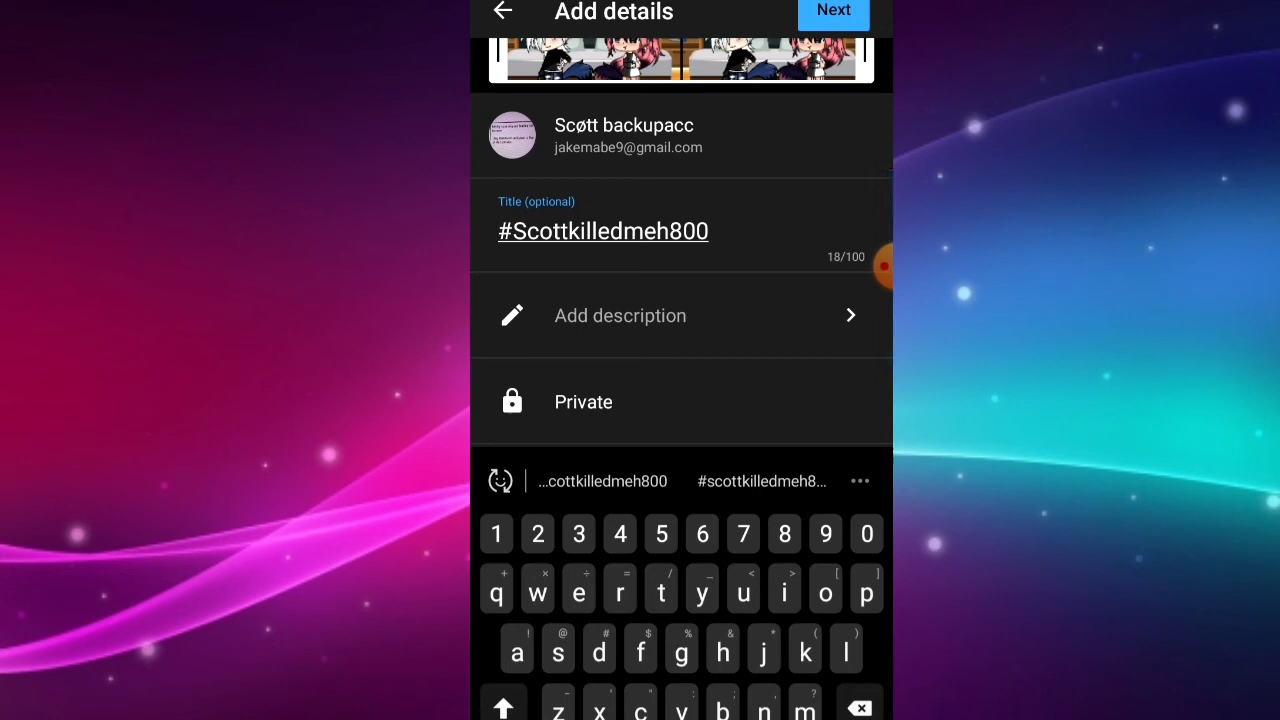 Add details
Next
Scøtt backupacc
jakemabe9@gmail.com
Title (optional)
#Scottkilledmeh800
18/100
Add description
Private
...cottkilledmeh800 #scottkilledmeh8...
1 2 3 4 5 6 7 8 9 0
+ × ÷ = / _ < > [ ]
q w e r t y u i o p
! @ # $ % & * ( )
a s d f g h j k l
- ' " : ; , ?
z x c v b n m